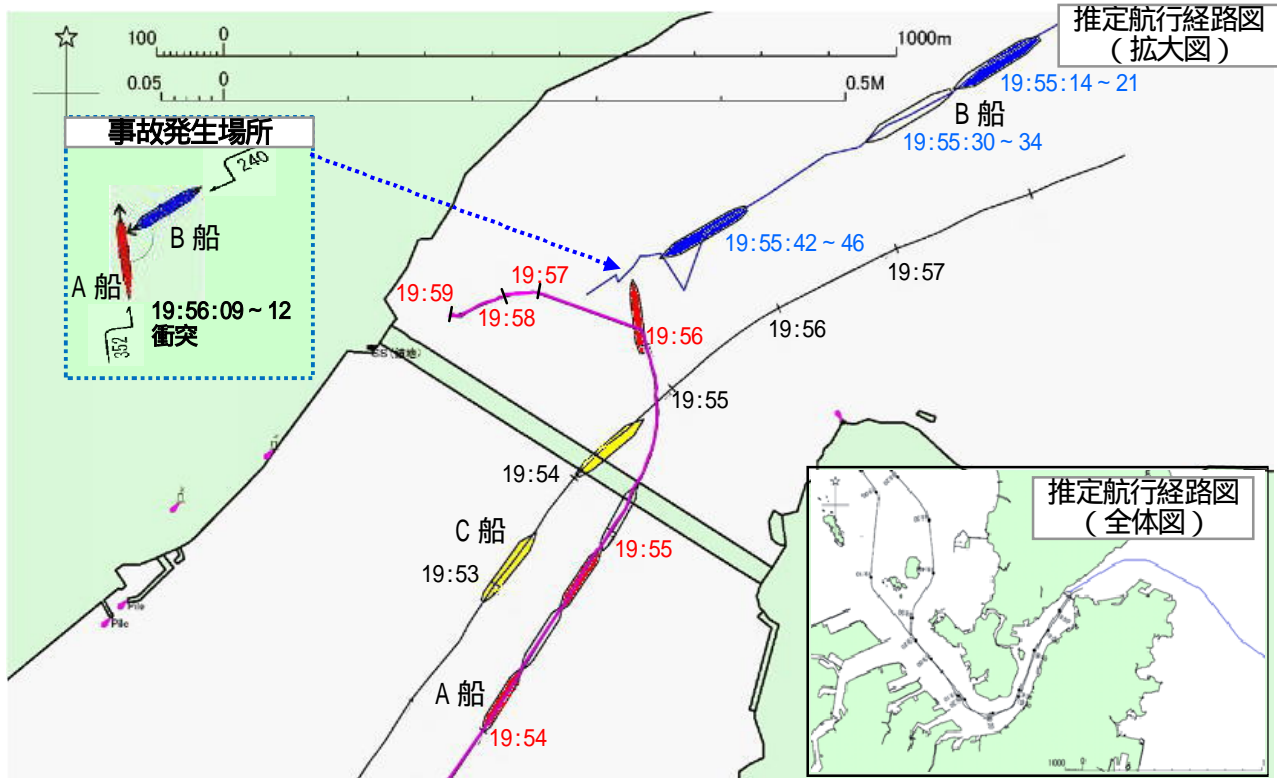 推定航行経路図
（拡大図）
100 0 1000m
0.05 0 0.5M
事故発生場所
240
B 船
A 船
19:56:09～12
衝突
352
19:55:14～21
B 船
19:55:30～34
19:55:42～46
19:57
19:59
19:58
19:56
19:57
19:56
19:55
19:54
C 船
19:55
19:53
Pile
Pile
A 船
19:54
推定航行経路図
（全体図）
1000 0